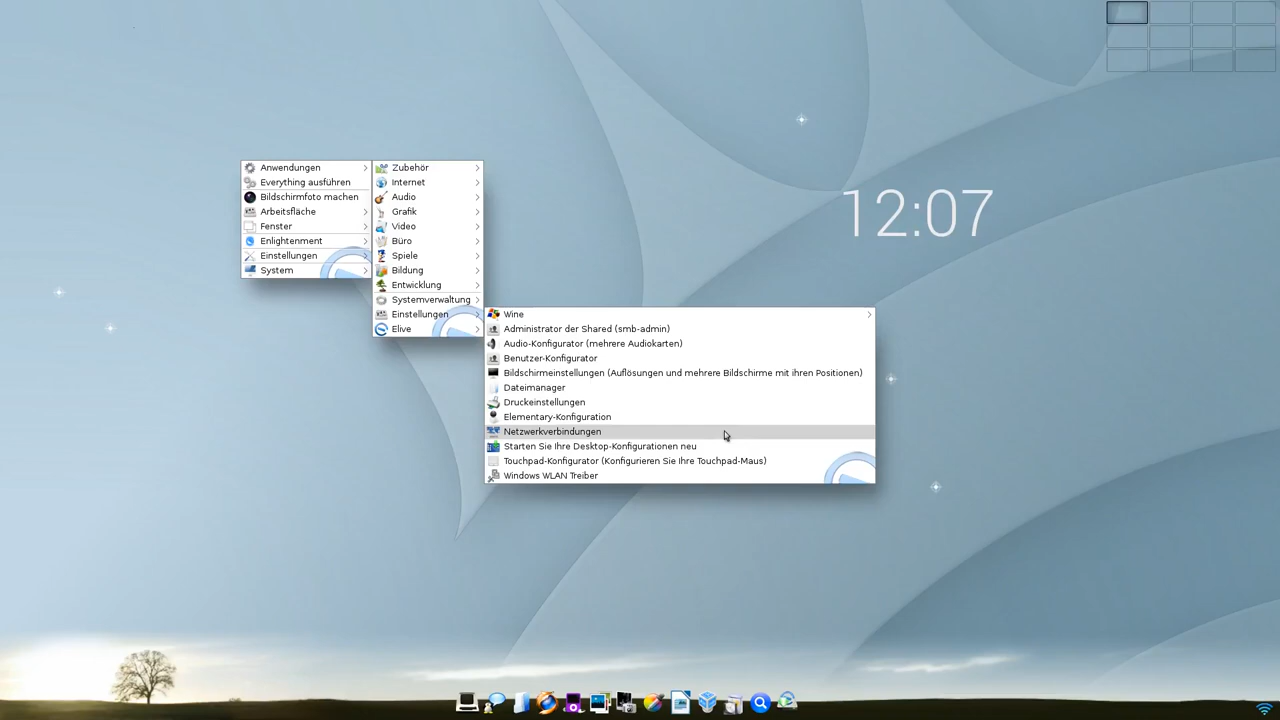 12:07
Anwendungen
Everything ausführen
Bildschirmfoto machen
Arbeitsfläche
Fenster
Enlightenment
Einstellungen
System
Zubehör
Internet
Audio
Grafik
Video
Büro
Spiele
Bildung
Entwicklung
Systemverwaltung
Einstellungen
Elive
Wine
Administrator der Shared (smb-admin)
Audio-Konfigurator (mehrere Audiokarten)
Benutzer-Konfigurator
Bildschirmeinstellungen (Auflösungen und mehrere Bildschirme mit ihren Positionen)
Dateimanager
Druckeinstellungen
Elementary-Konfiguration
Netzwerkverbindungen
Starten Sie Ihre Desktop-Konfigurationen neu
Touchpad-Konfigurator (Konfigurieren Sie Ihre Touchpad-Maus)
Windows WLAN Treiber